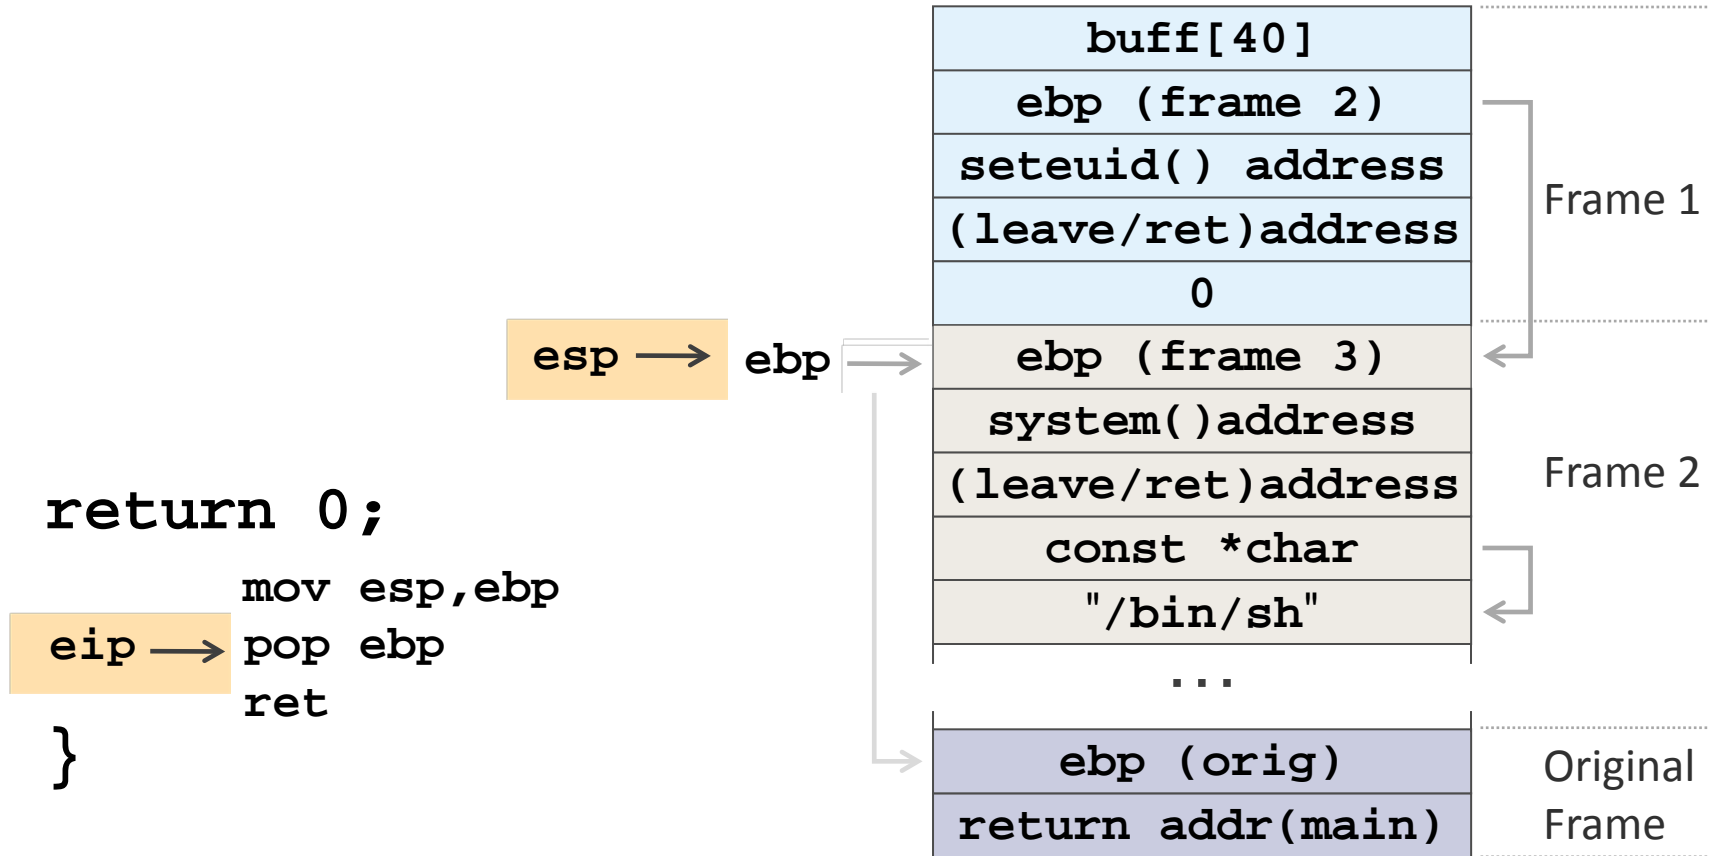 buff[40]
ebp (frame 2)
seteuid() address
(leave/ret)address
0
Frame 1
esp
ebp
ebp (frame 3)
system()address
(leave/ret)address
const *char
"/bin/sh"
Frame 2
return 0;
mov esp,ebp
eip
pop ebp
ret
}
...
ebp (orig)
return addr(main)
Original
Frame